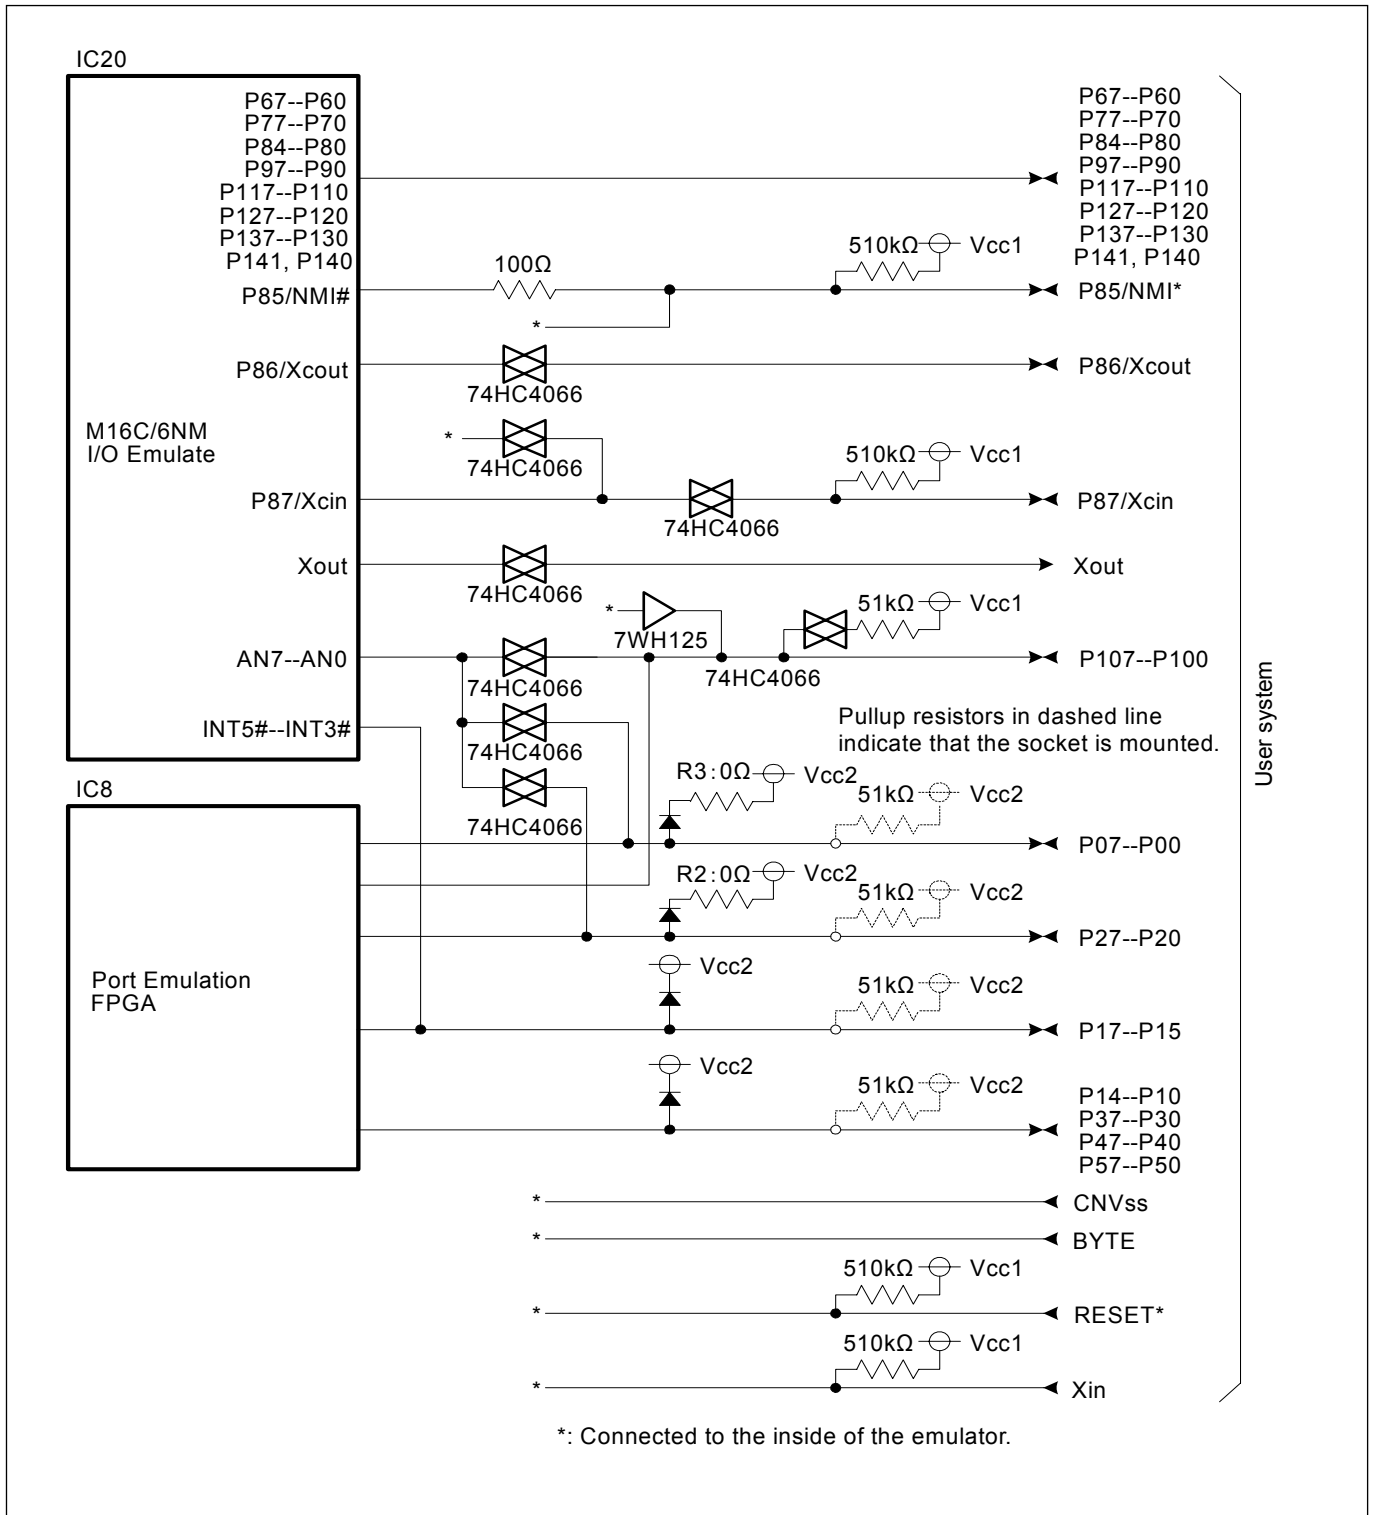 IC20
P67--P60
P77--P70
P84--P80
P97--P90
P117--P110
P127--P120
P137--P130
P141, P140
P85/NMI#
P86/Xcout
M16C/6NM
I/O Emulate
P87/Xcin
Xout
AN7--AN0
INT5#--INT3#
IC8
Port Emulation
FPGA
100Ω
*
74HC4066
*
74HC4066
74HC4066
74HC4066
*
7WH125
74HC4066
74HC4066
74HC4066
74HC4066
510kΩ
Vcc1
510kΩ
Vcc1
51kΩ
Vcc1
Pullup resistors in dashed line
indicate that the socket is mounted.
R3:0Ω
Vcc2
51kΩ
Vcc2
R2:0Ω
Vcc2
51kΩ
Vcc2
Vcc2
51kΩ
Vcc2
Vcc2
51kΩ
Vcc2
*
*
510kΩ
Vcc1
*
510kΩ
Vcc1
*
P67--P60
P77--P70
P84--P80
P97--P90
P117--P110
P127--P120
P137--P130
P141, P140
P85/NMI*
P86/Xcout
P87/Xcin
Xout
P107--P100
P07--P00
P27--P20
P17--P15
P14--P10
P37--P30
P47--P40
P57--P50
CNVss
BYTE
RESET*
Xin
User system
*: Connected to the inside of the emulator.